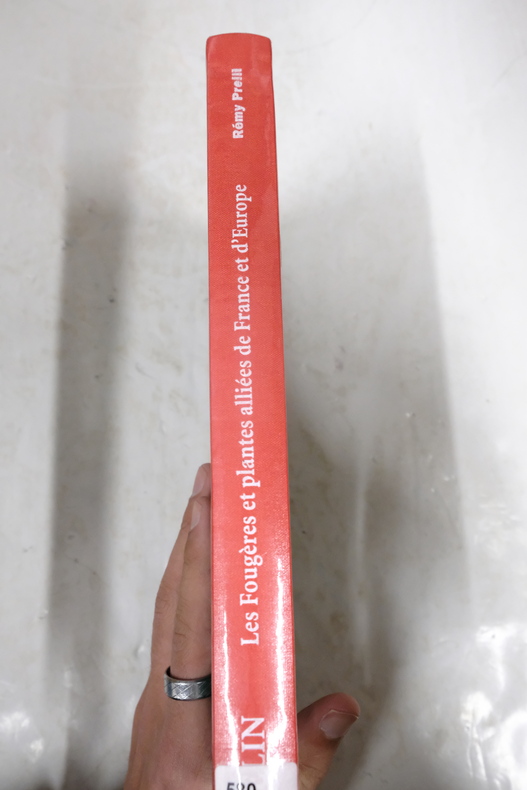 Rémy Prelli
Les Fougères et plantes alliées de France et d'Europe
LIN